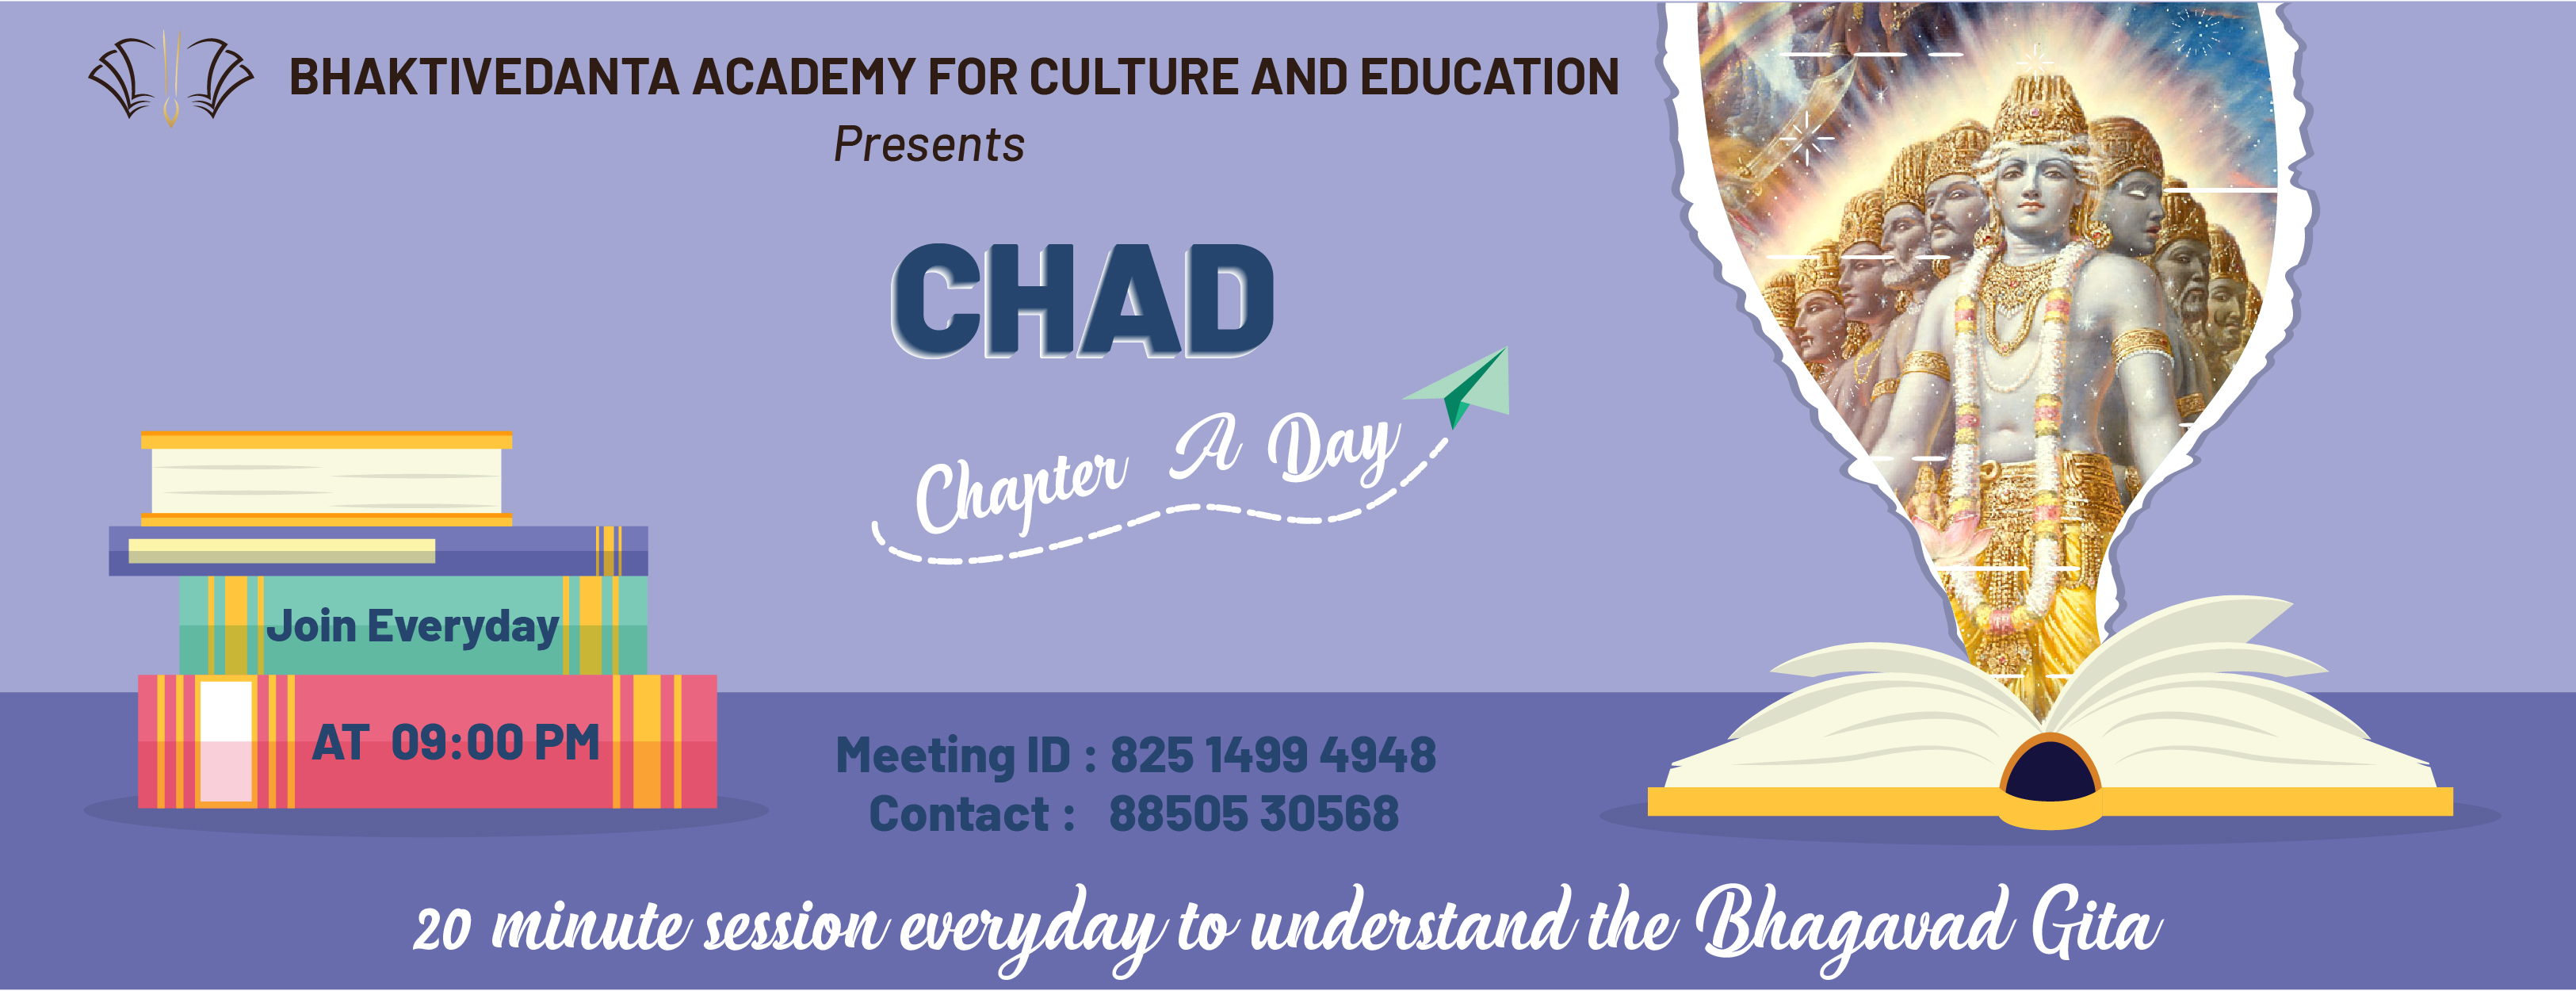 BHAKTIVEDANTA ACADEMY FOR CULTURE AND EDUCATION
Presents
CHAD
Chapter A Day
Join Everyday
AT 09:00 PM
Meeting ID : 825 1499 4948
Contact : 88505 30568
20 minute session everyday to understand the Bhagavad Gita